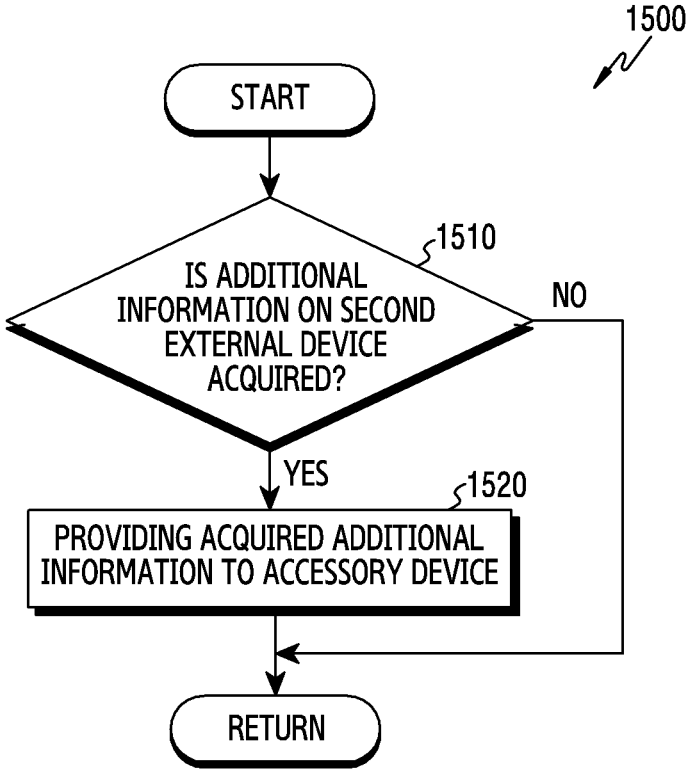 1500
START
1510
IS ADDITIONAL
INFORMATION ON SECOND
EXTERNAL DEVICE
ACQUIRED?
NO
YES
1520
PROVIDING ACQUIRED ADDITIONAL
INFORMATION TO ACCESSORY DEVICE
RETURN